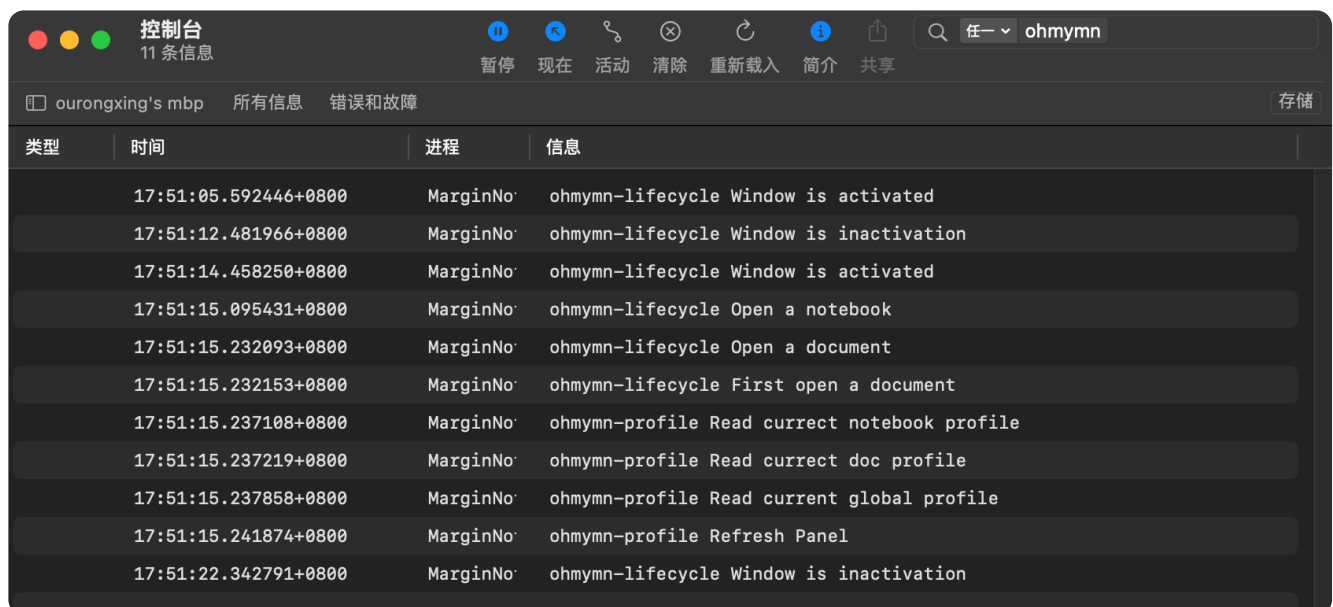 控制台
11 条信息
暂停 现在 活动 清除 重新载入 简介 共享
任一 ohmymn
ourongxing's mbp 所有信息 错误和故障 存储
类型 时间 进程 信息
17:51:05.592446+0800 MarginNo ohmymn-lifecycle Window is activated
17:51:12.481966+0800 MarginNo ohmymn-lifecycle Window is inactivation
17:51:14.458250+0800 MarginNo ohmymn-lifecycle Window is activated
17:51:15.095431+0800 MarginNo ohmymn-lifecycle Open a notebook
17:51:15.232093+0800 MarginNo ohmymn-lifecycle Open a document
17:51:15.232153+0800 MarginNo ohmymn-lifecycle First open a document
17:51:15.237108+0800 MarginNo ohmymn-profile Read currect notebook profile
17:51:15.237219+0800 MarginNo ohmymn-profile Read currect doc profile
17:51:15.237858+0800 MarginNo ohmymn-profile Read current global profile
17:51:15.241874+0800 MarginNo ohmymn-profile Refresh Panel
17:51:22.342791+0800 MarginNo ohmymn-lifecycle Window is inactivation